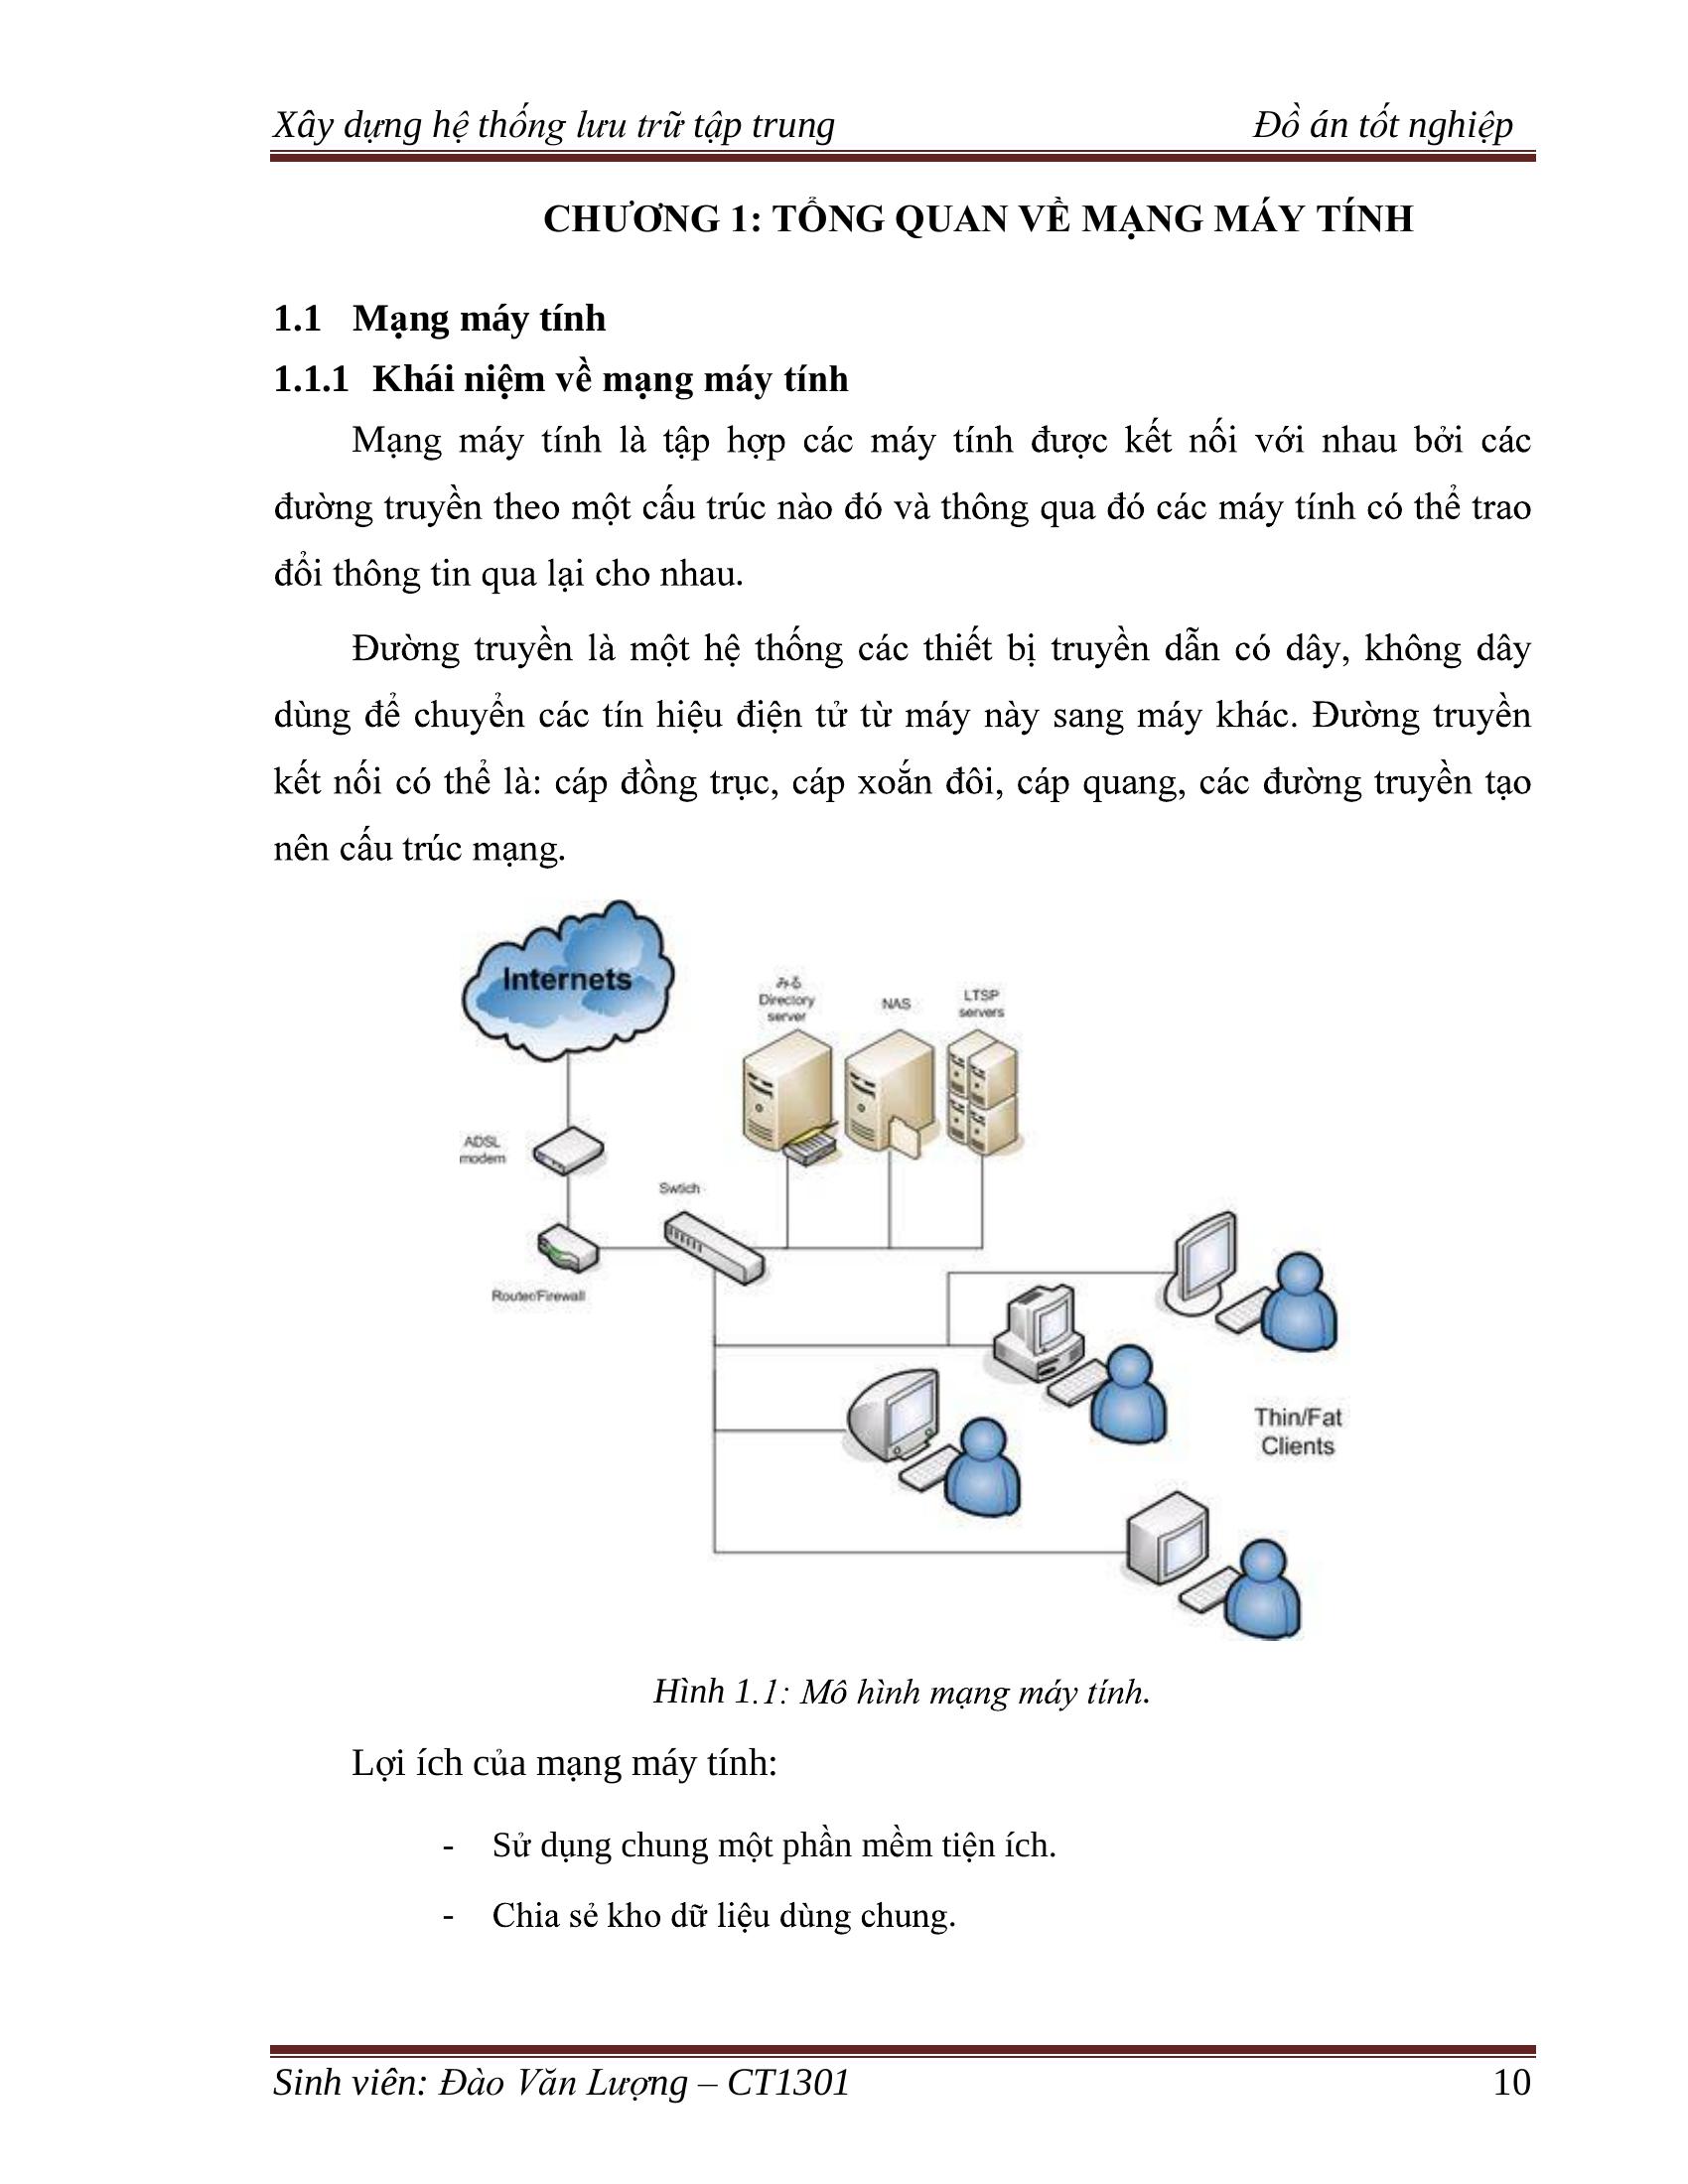 Xây dựng hệ thống lưu trữ tập trung Đồ án tốt nghiệp
CHƯƠNG 1: TỔNG QUAN VỀ MẠNG MÁY TÍNH
1.1 Mạng máy tính
1.1.1 Khái niệm về mạng máy tính
Mạng máy tính là tập hợp các máy tính được kết nối với nhau bởi các
đường truyền theo một cấu trúc nào đó và thông qua đó các máy tính có thể trao
đổi thông tin qua lại cho nhau.
Đường truyền là một hệ thống các thiết bị truyền dẫn có dây, không dây
dùng để chuyển các tín hiệu điện tử từ máy này sang máy khác. Đường truyền
kết nối có thể là: cáp đồng trục, cáp xoắn đôi, cáp quang, các đường truyền tạo
nên cấu trúc mạng.
Internets
みる
Directory
server
NAS
LTSP
servers
ADSL
modem
Swtich
Router/Firewall
Thin/Fat
Clients
Hình 1.1: Mô hình mạng máy tính.
Lợi ích của mạng máy tính:
- Sử dụng chung một phần mềm tiện ích.
- Chia sẻ kho dữ liệu dùng chung.
Sinh viên: Đào Văn Lượng – CT1301 10